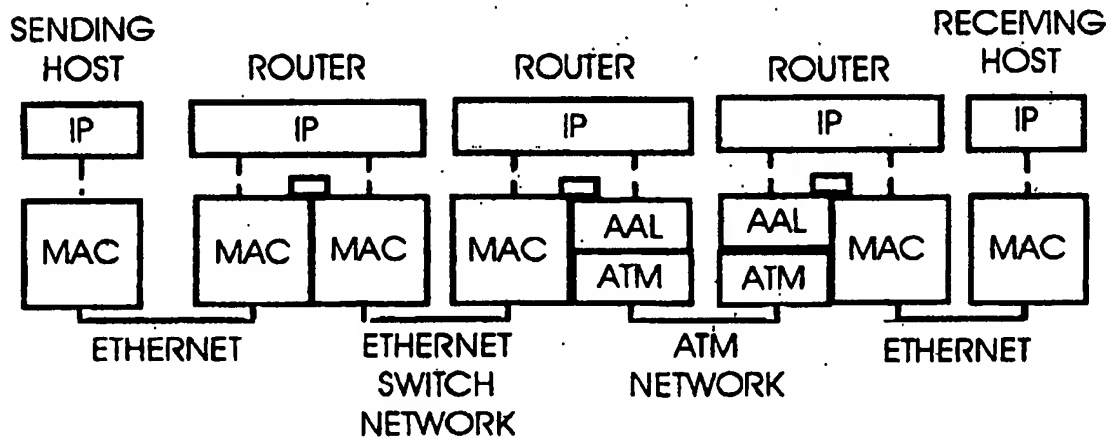 SENDING
HOST
ROUTER
ROUTER
ROUTER
RECEIVING
HOST
IP
IP
IP
IP
IP
MAC
MAC
MAC
MAC
AAL
ATM
AAL
ATM
MAC
MAC
ETHERNET
ETHERNET
SWITCH
NETWORK
ATM
NETWORK
ETHERNET